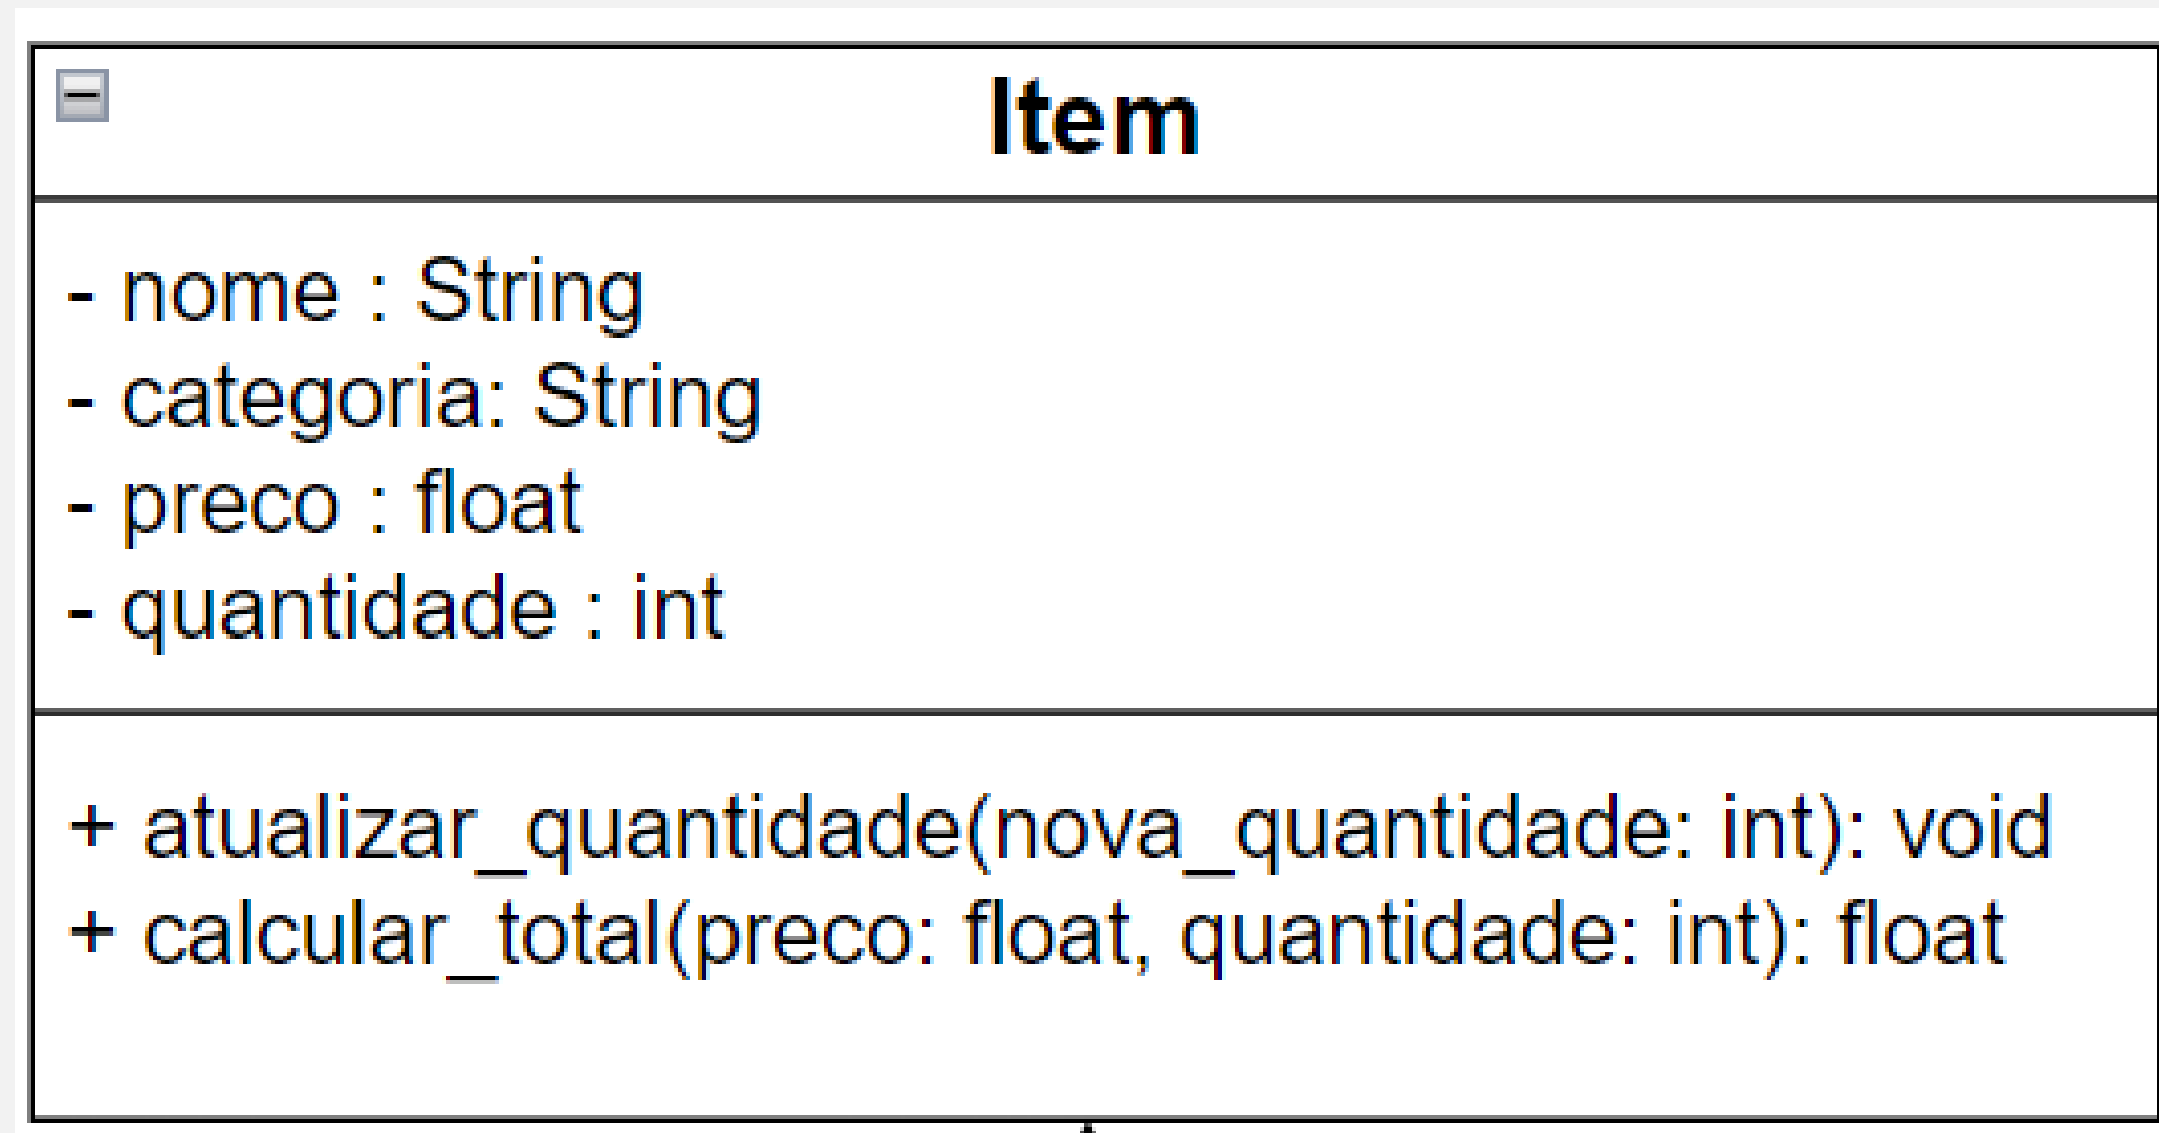 Item
- nome : String
- categoria: String
- preco : float
- quantidade : int
+ atualizar_quantidade(nova_quantidade: int): void
+ calcular_total(preco: float, quantidade: int): float